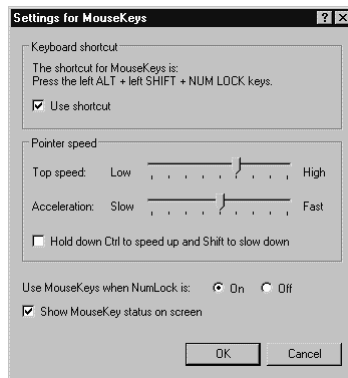 Settings for MouseKeys
Keyboard shortcut
The shortcut for MouseKeys is:
Press the left ALT + left SHIFT + NUM LOCK keys.
Use shortcut
Pointer speed
Top speed: Low High
Acceleration: Slow Fast
Hold down Ctrl to speed up and Shift to slow down
Use MouseKeys when NumLock is: On Off
Show MouseKey status on screen
OK Cancel